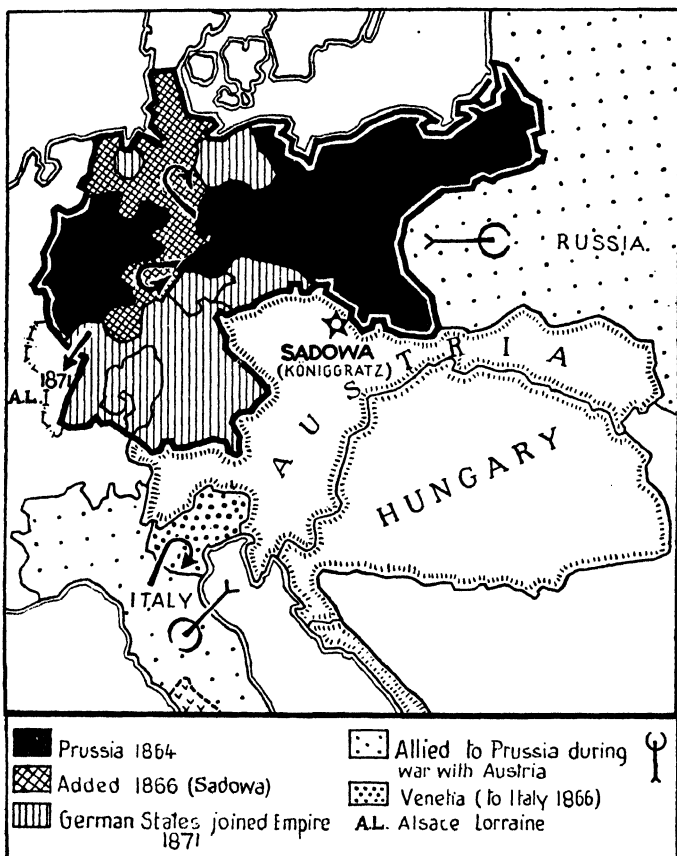 RUSSIA.
SADOWA
(KÖNIGGRATZ)
AUSTRIA
1871
A.L.
HUNGARY
ITALY
Prussia 1864
Added 1866 (Sadowa)
German States joined Empire
1871
Allied to Prussia during
war with Austria
Venetia (to Italy 1866)
A.L. Alsace Lorraine